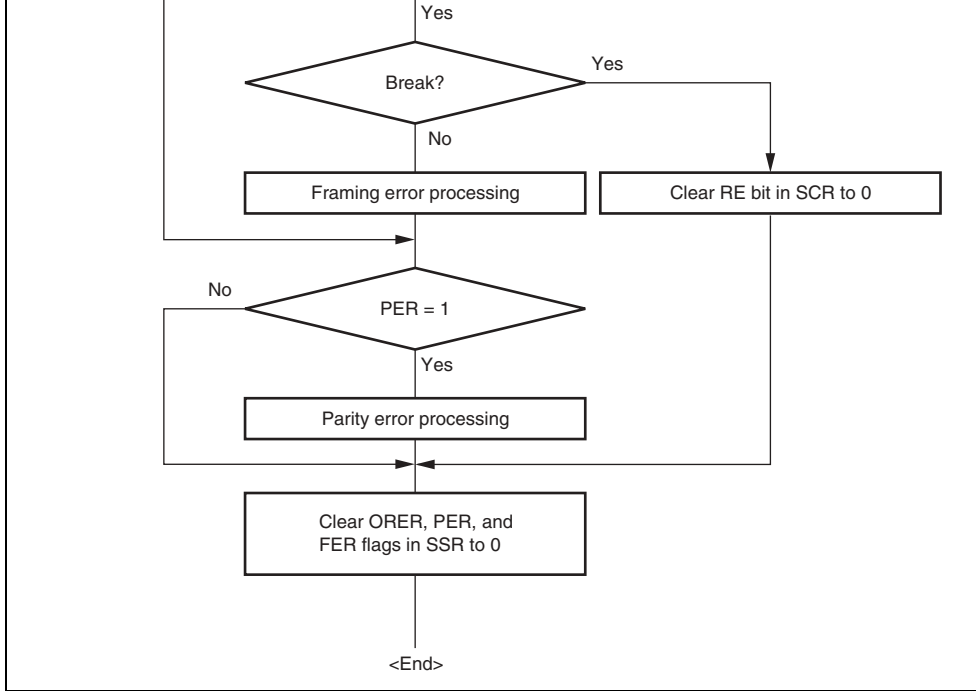 Yes
Break?
Yes
No
Framing error processing
Clear RE bit in SCR to 0
No
PER = 1
Yes
Parity error processing
Clear ORER, PER, and
FER flags in SSR to 0
<End>